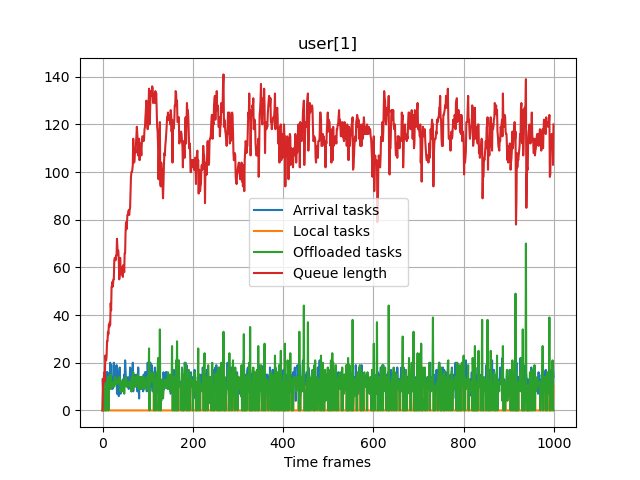 user[1]
140
120
100
80
60
40
20
0
Arrival tasks
Local tasks
Offloaded tasks
Queue length
0 200 400 600 800 1000
Time frames